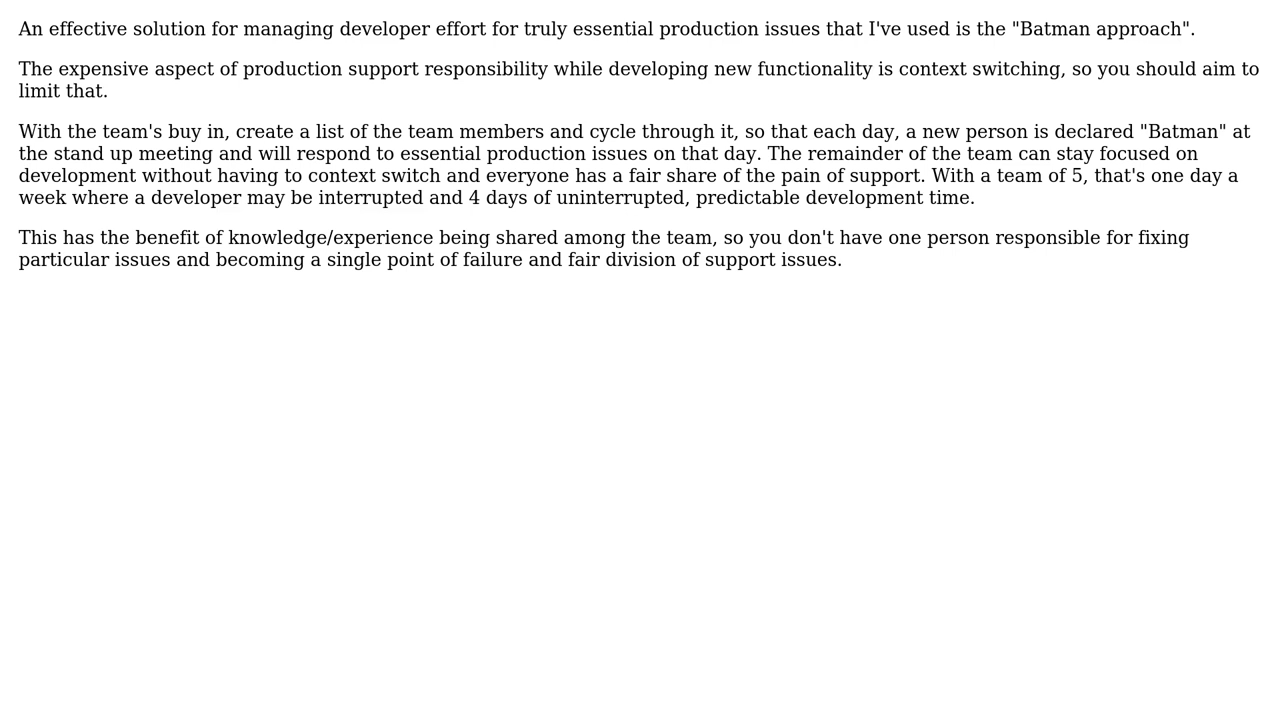 An effective solution for managing developer effort for truly essential production issues that I've used is the "Batman approach".
The expensive aspect of production support responsibility while developing new functionality is context switching, so you should aim to
limit that.
With the team's buy in, create a list of the team members and cycle through it, so that each day, a new person is declared "Batman" at
the stand up meeting and will respond to essential production issues on that day. The remainder of the team can stay focused on
development without having to context switch and everyone has a fair share of the pain of support. With a team of 5, that's one day a
week where a developer may be interrupted and 4 days of uninterrupted, predictable development time.
This has the benefit of knowledge/experience being shared among the team, so you don't have one person responsible for fixing
particular issues and becoming a single point of failure and fair division of support issues.